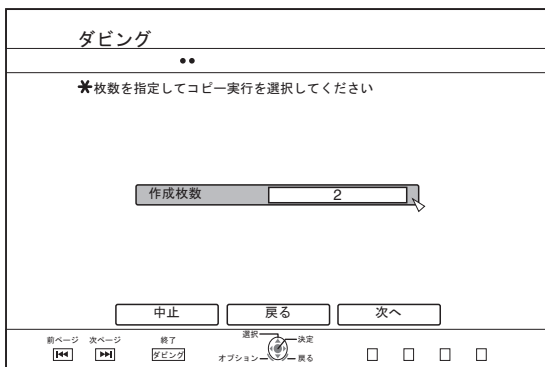 ダビング
••
*枚数を指定してコピー実行を選択してください
作成枚数 2
中止 戻る 次へ
前ページ 次ページ 終了 選択 決定
ダビング オプション 戻る